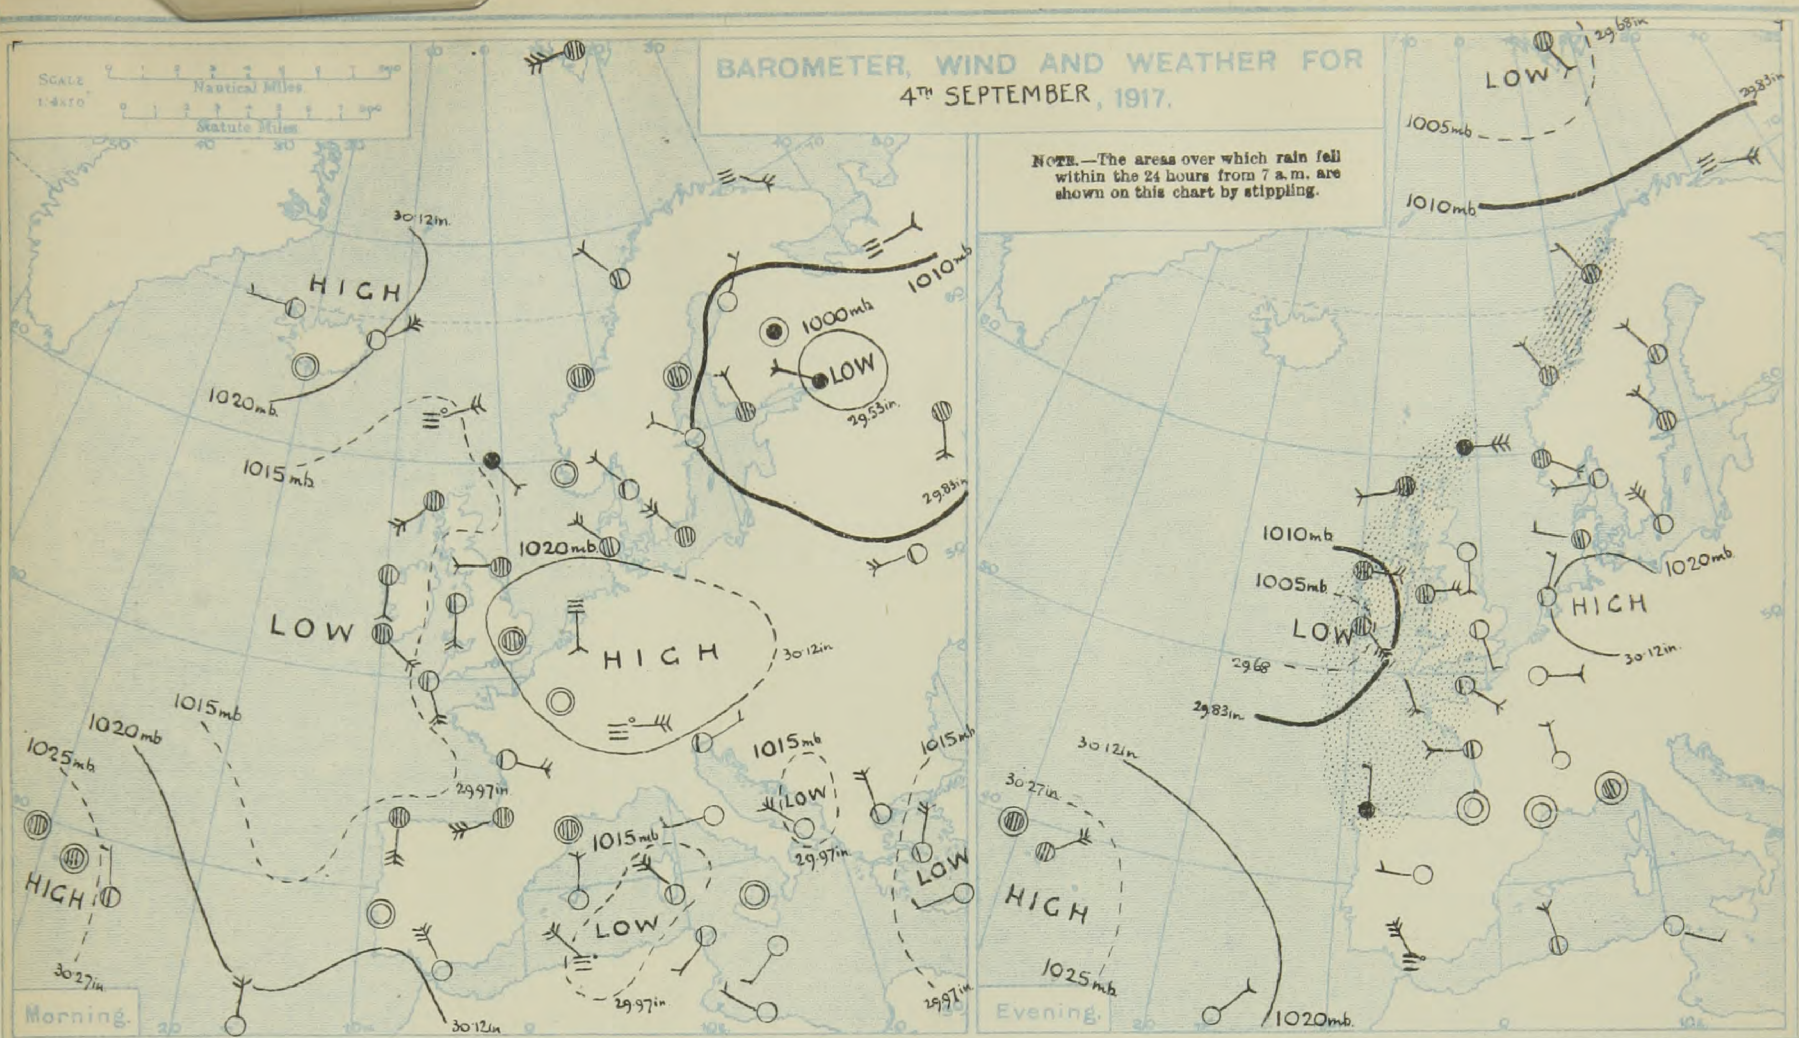 SCALE
Nautical Miles.
Statute Miles
BAROMETER, WIND AND WEATHER FOR
4TH SEPTEMBER, 1917.
NOTE.—The areas over which rain fell
within the 24 hours from 7 a.m. are
shown on this chart by stippling.
30·12in.
HIGH
1020mb.
1015mb
1010mb
1000mb
LOW
29.53in.
29.83in
1020mb.
LOW
HIGH
30·12in.
1015mb
1020mb
1025mb
29.97in
1015mb
LOW
29.97in.
1015mb
LOW
29.97in
1015mb
LOW
29.97in
HIGH
30·27in
30·12in.
Morning.
29.68in
LOW
1005mb
29.83in
1010mb
1010mb
1005mb
LOW
29.68
29.83in
1020mb.
HIGH
30·12in.
30·12in
30·27in.
HIGH
1025mb
1020mb.
Evening.